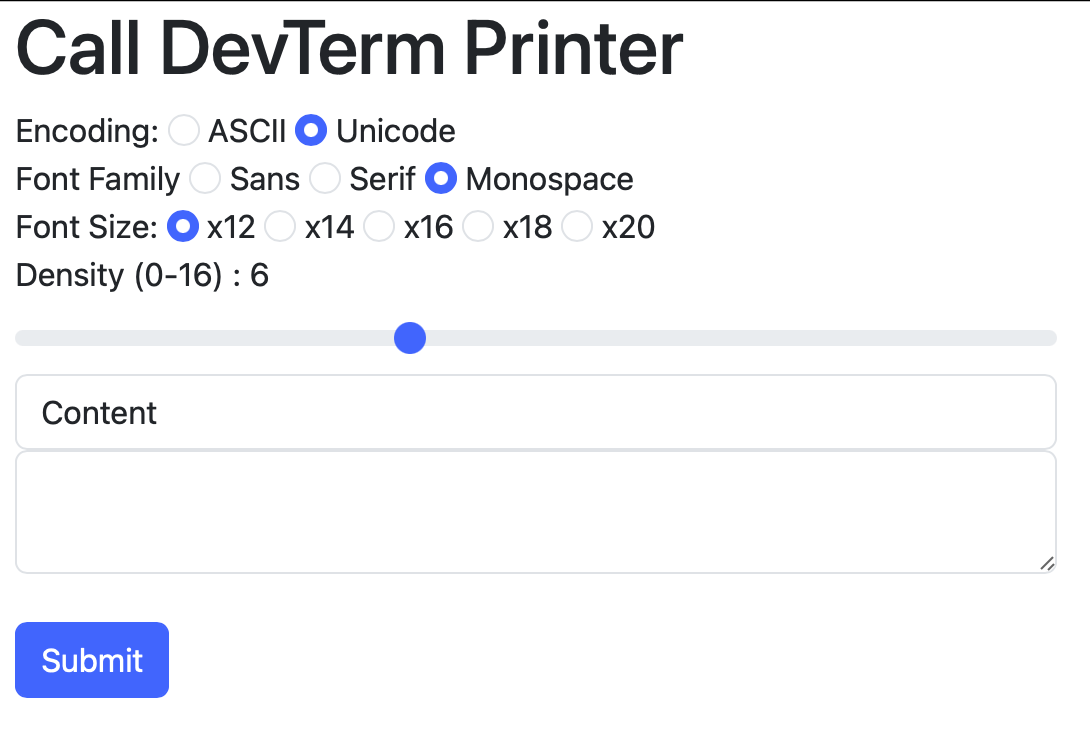 Call DevTerm Printer
Encoding: ASCII Unicode
Font Family Sans Serif Monospace
Font Size: x12 x14 x16 x18 x20
Density (0-16) : 6
Content
Submit